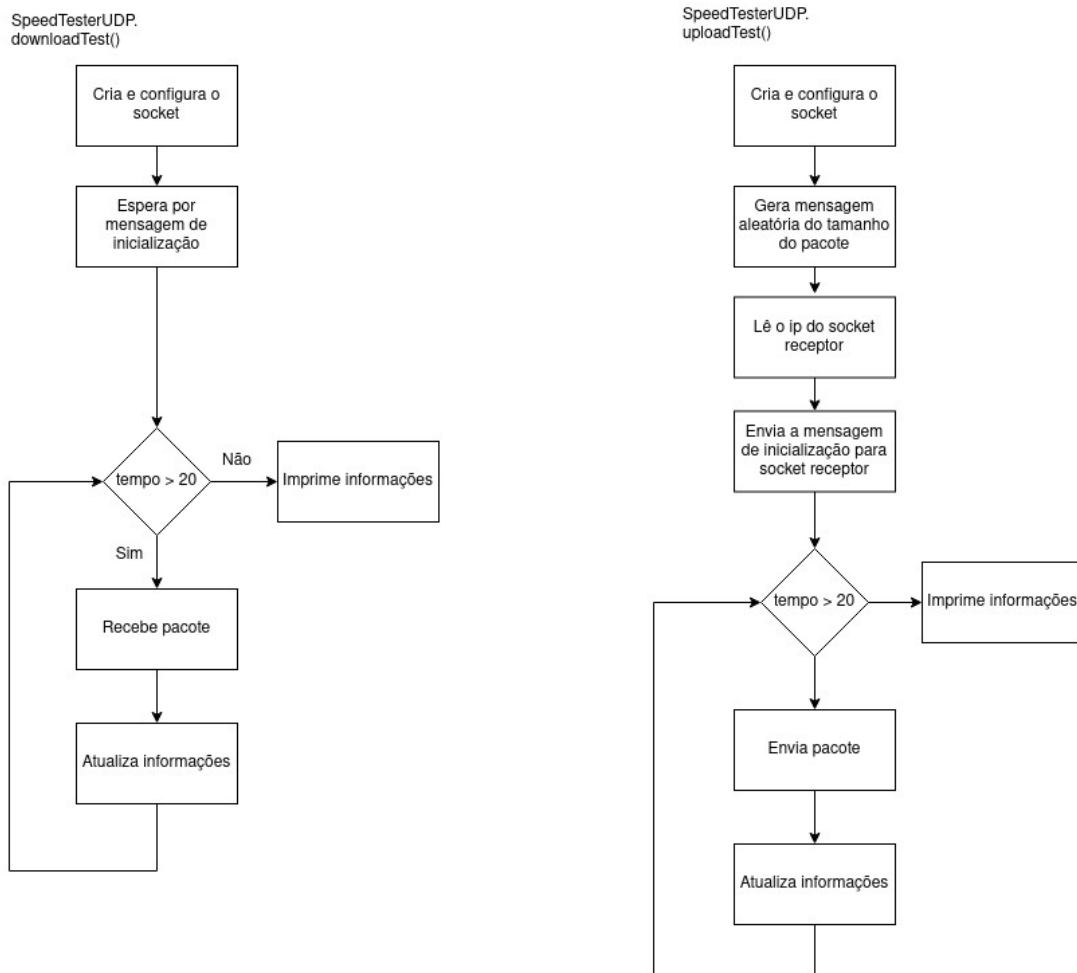 SpeedTesterUDP.
downloadTest()
Cria e configura o
socket
Espera por
mensagem de
inicialização
tempo > 20
Não
Imprime informações
Sim
Recebe pacote
Atualiza informações
SpeedTesterUDP.
uploadTest()
Cria e configura o
socket
Gera mensagem
aleatória do tamanho
do pacote
Lê o ip do socket
receptor
Envia a mensagem
de inicialização para
socket receptor
tempo > 20
Imprime informações
Envia pacote
Atualiza informações